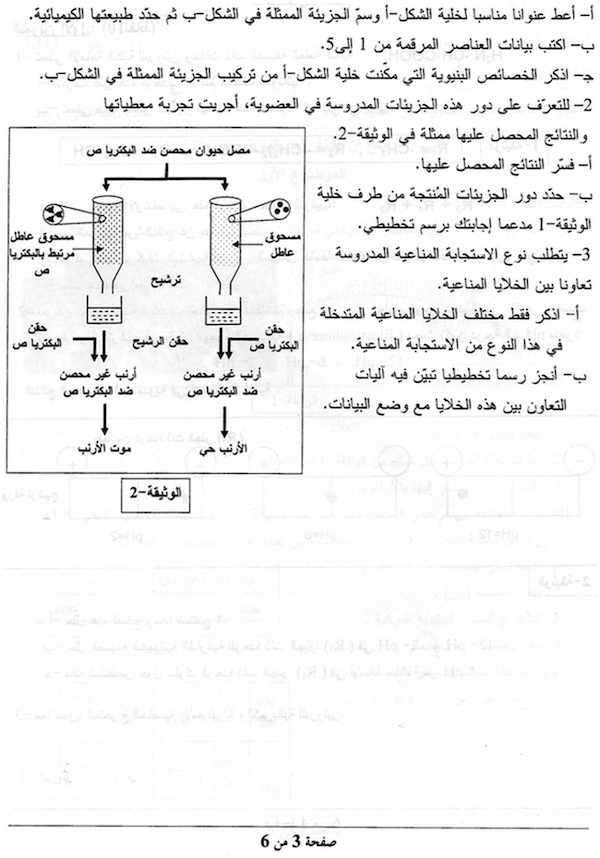 أ– أعط عنوانا مناسبا لخلية الشكل-أ وسمّ الجزيئة الممثلة في الشكل-ب ثم حدّد طبيعتها الكيميائية.
ب– اكتب بيانات العناصر المرقمة من 1 إلى5.
ج– اذكر الخصائص البنيوية التي مكنت خلية الشكل-أ من تركيب الجزيئة الممثلة في الشكل-ب.
2– للتعرّف على دور هذه الجزيئات المدروسة في العضوية، أجريت تجربة معطياتها
والنتائج المحصل عليها ممثلة في الوثيقة-2.
أ– فسّر النتائج المحصل عليها.
ب– حدّد دور الجزيئات المُنتجة من طرف خلية
الوثيقة-1 مدعما إجابتك برسم تخطيطي.
3– يتطلب نوع الاستجابة المناعية المدروسة
تعاونا بين الخلايا المناعية.
أ– اذكر فقط مختلف الخلايا المناعية المتدخلة
في هذا النوع من الاستجابة المناعية.
ب– أنجز رسما تخطيطيا تبيّن فيه آليات
التعاون بين هذه الخلايا مع وضع البيانات.
مصل حيوان محصن ضد البكتريا ص
مسحوق
عاطل
مسحوق عاطل
مرتبط بالبكتريا
ص
ترشيح
حقن
البكتريا ص
حقن الرشيح
حقن
البكتريا ص
أرنب غير محصن
ضد البكتريا ص
أرنب غير محصن
ضد البكتريا ص
الأرنب حي
موت الأرنب
الوثيقة-2
صفحة 3 من 6